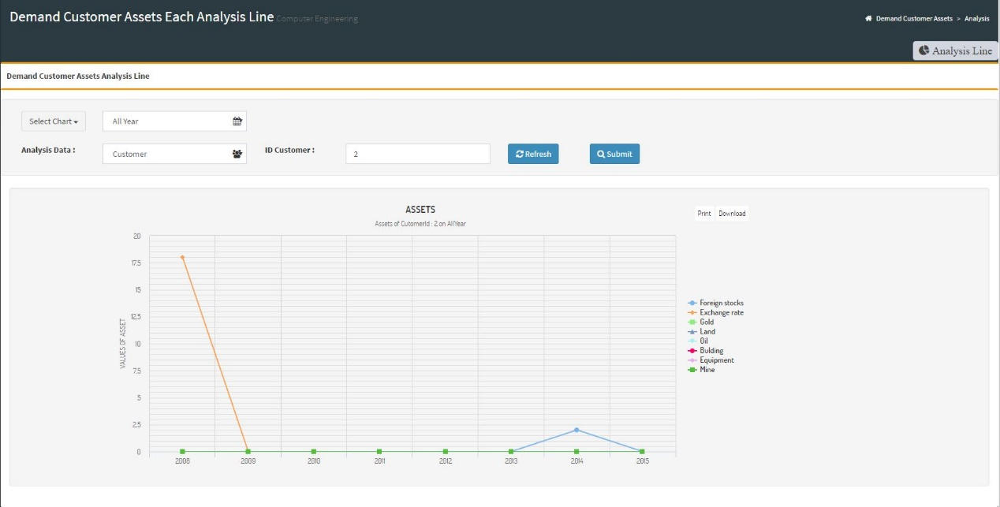 Demand Customer Assets Each Analysis Line Computer Engineering
Demand Customer Assets > Analysis
Analysis Line
Demand Customer Assets Analysis Line
Select Chart
All Year
Analysis Data :
Customer
ID Customer :
2
Refresh
Submit
ASSETS
Assets of CutomerId : 2 on AllYear
Print
Download
VALUES OF ASSET
20
17.5
15
12.5
10
7.5
5
2.5
0
2008 2009 2010 2011 2012 2013 2014 2015
Foreign stocks
Exchange rate
Gold
Land
Oil
Bulding
Equipment
Mine